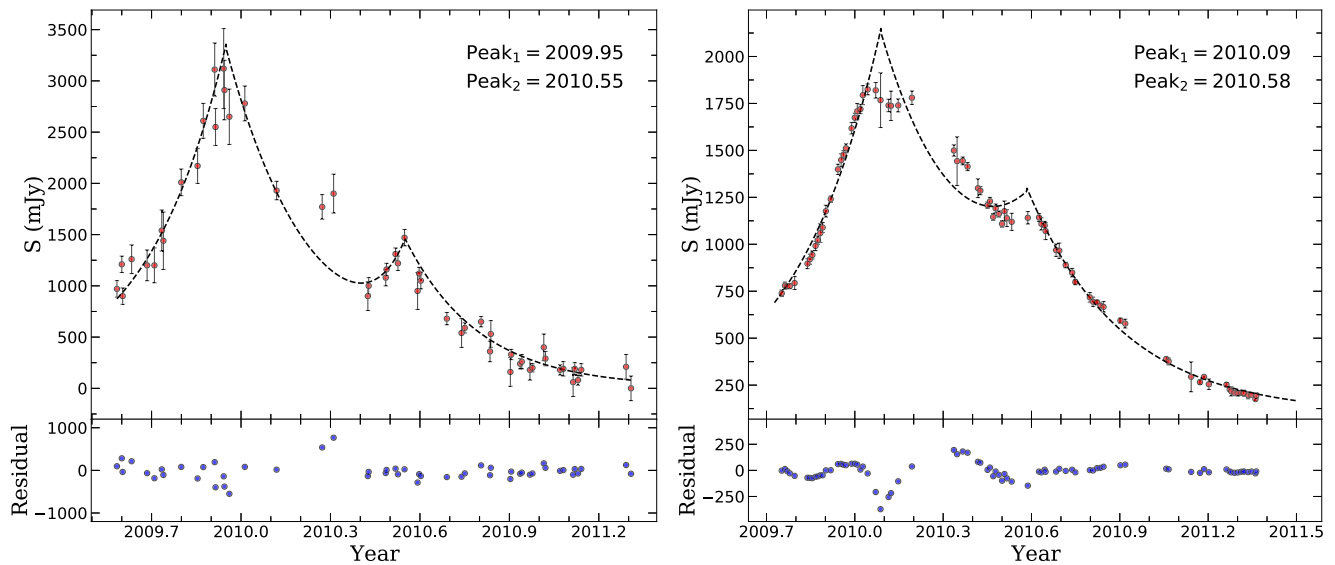 Peak₁ = 2009.95
Peak₂ = 2010.55
S (mJy)
3500
3000
2500
2000
1500
1000
500
0
Residual
1000
0
−1000
2009.7 2010.0 2010.3 2010.6 2010.9 2011.2
Year
Peak₁ = 2010.09
Peak₂ = 2010.58
S (mJy)
2000
1750
1500
1250
1000
750
500
250
Residual
250
0
−250
2009.7 2010.0 2010.3 2010.6 2010.9 2011.2 2011.5
Year